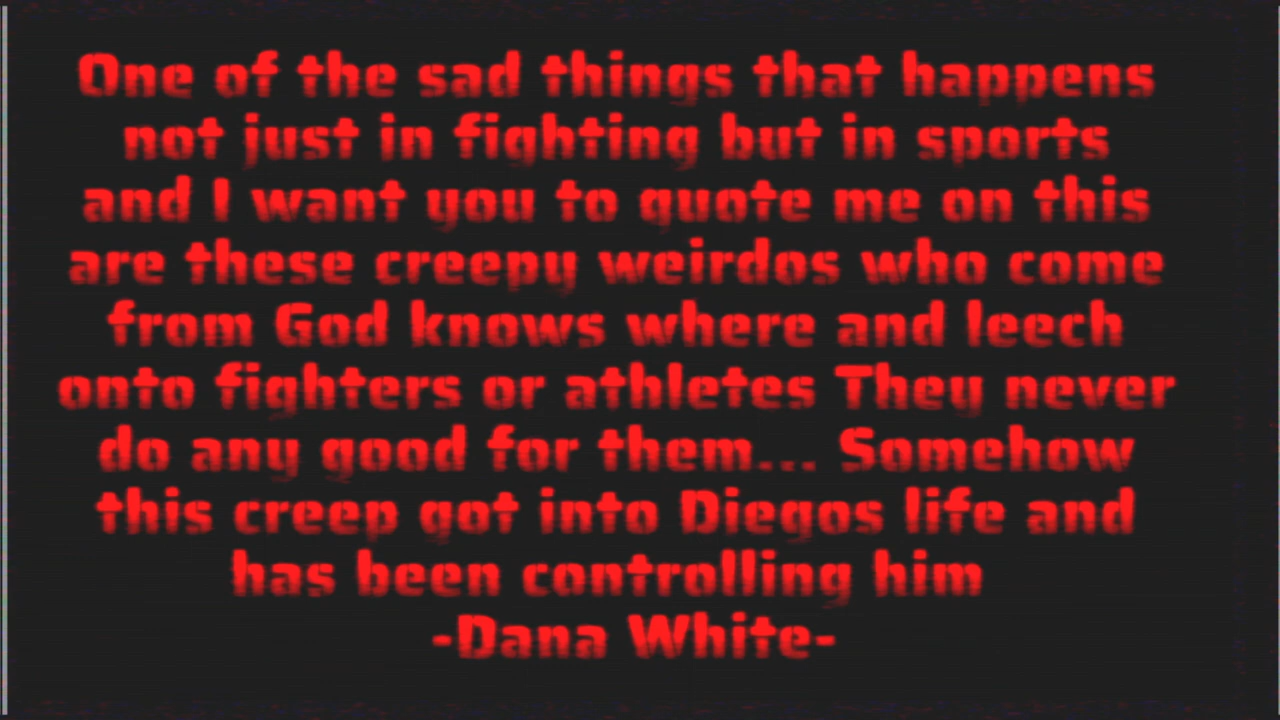 One of the sad things that happens
not just in fighting but in sports
and I want you to quote me on this
are these creepy weirdos who come
from God knows where and leech
onto fighters or athletes They never
do any good for them... Somehow
this creep got into Diegos life and
has been controlling him
-Dana White-